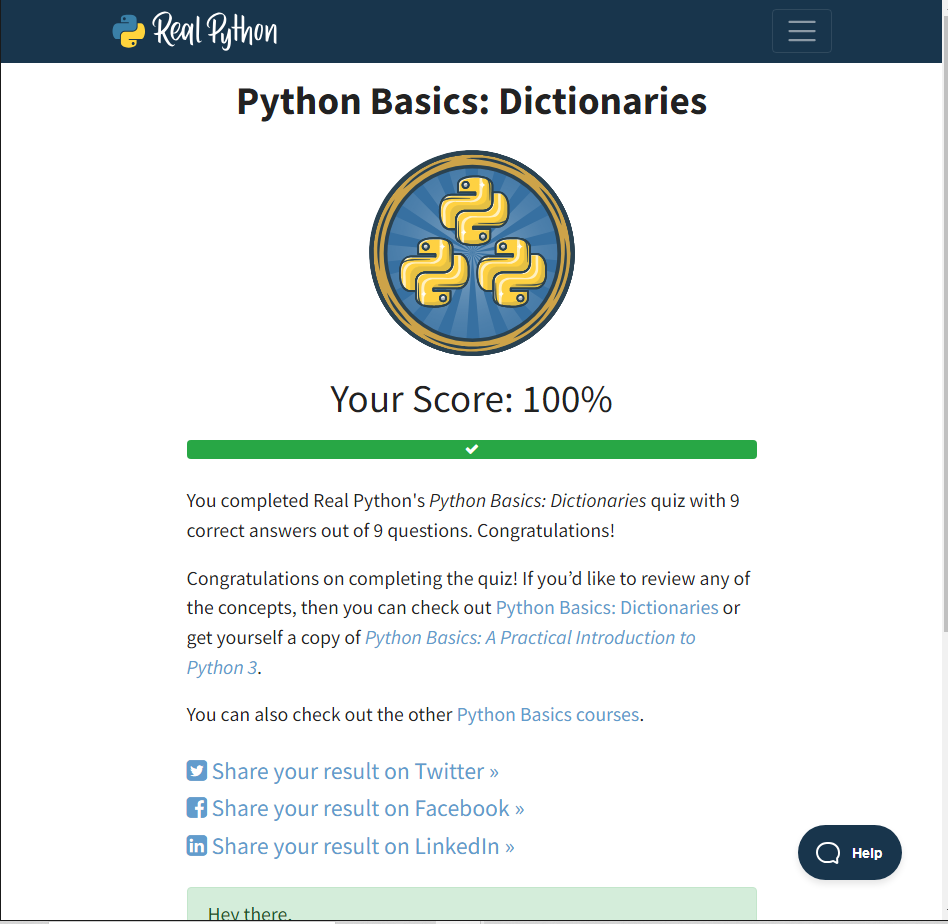 Real Python
Python Basics: Dictionaries
Your Score: 100%
You completed Real Python's Python Basics: Dictionaries quiz with 9
correct answers out of 9 questions. Congratulations!
Congratulations on completing the quiz! If you’d like to review any of
the concepts, then you can check out Python Basics: Dictionaries or
get yourself a copy of Python Basics: A Practical Introduction to
Python 3.
You can also check out the other Python Basics courses.
Share your result on Twitter »
Share your result on Facebook »
Share your result on LinkedIn »
Help
Hey there,